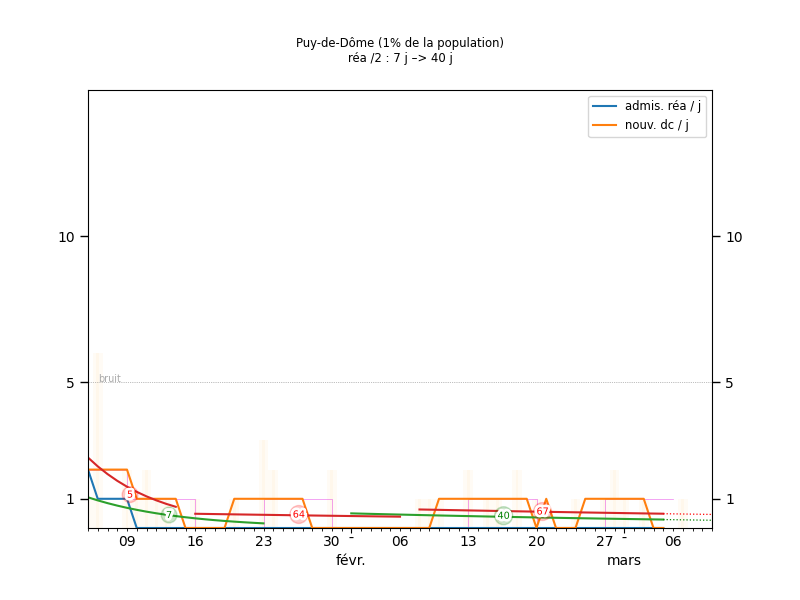 Puy-de-Dôme (1% de la population)
réa /2 : 7 j –> 40 j
admis. réa / j
nouv. dc / j
10 10
bruit
5 5
5
7 64 40 67
1 1
09 16 23 30 - 06 13 20 27 - 06
févr. mars